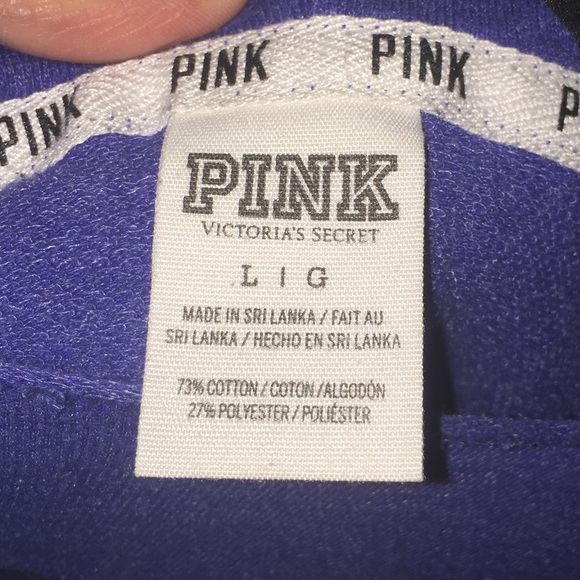 PINK PINK PINK P
PINK
VICTORIA'S SECRET
L | G
MADE IN SRI LANKA / FAIT AU
SRI LANKA / HECHO EN SRI LANKA
73% COTTON / COTON /ALGODÓN
27% POLYESTER / POLIÉSTER